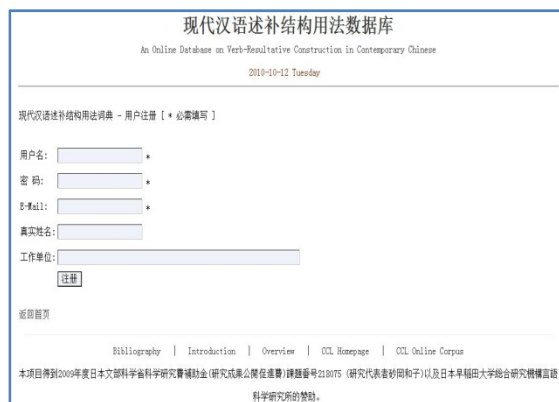 现代汉语述补结构用法数据库
An Online Database on Verb-Resultative Construction in Contemporary Chinese
2010-10-12 Tuesday
现代汉语述补结构用法词典 - 用户注册 [ * 必需填写 ]
用户名: *
密 码: *
E-Mail: *
真实姓名:
工作单位:
注册
返回首页
Bibliography | Introduction | Overview | CCL Homepage | CCL Online Corpus
本项目得到2009年度日本文部科学省科学研究費補助金(研究成果公開促進費)課題番号218075 (研究代表者砂岡和子)以及日本早稲田大学総合研究機構言語
科学研究所的赞助。